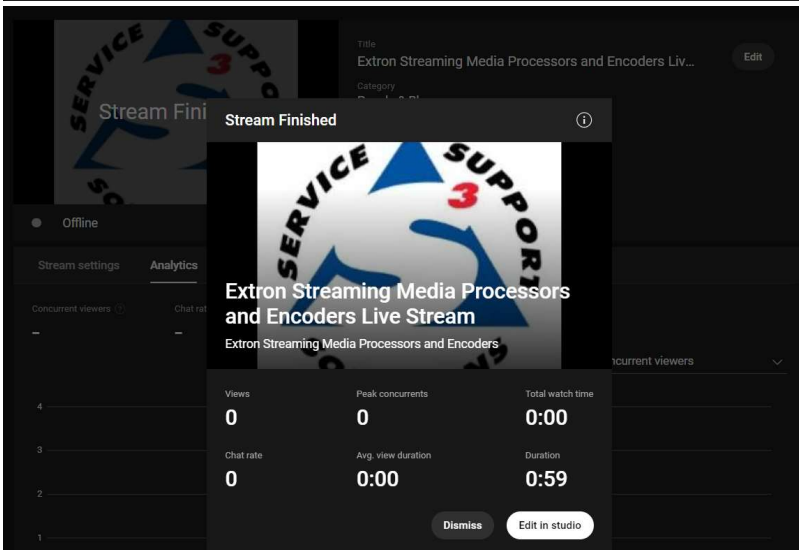 Title
Extron Streaming Media Processors and Encoders Liv...
Edit
Category
Stream Fini
Offline
Stream settings
Analytics
Concurrent viewers
Chat rat
–
–
ncurrent viewers
4
3
2
1
Stream Finished
SERVICE
SUPPORT
3
Extron Streaming Media Processors
and Encoders Live Stream
Extron Streaming Media Processors and Encoders
Views
Peak concurrents
Total watch time
0
0
0:00
Chat rate
Avg. view duration
Duration
0
0:00
0:59
Dismiss
Edit in studio